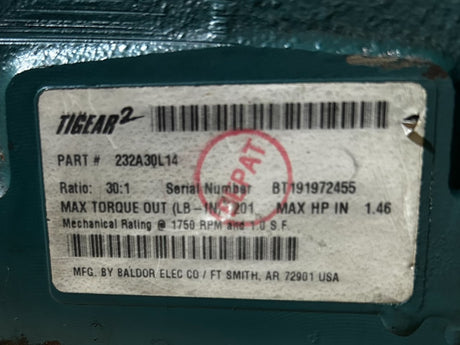 TIGEAR2
PART # 232A30L14
Ratio: 30:1 Serial Number BT191972455
MAX TORQUE OUT (LB-IN) 1201 MAX HP IN 1.46
Mechanical Rating @ 1750 RPM and 1.0 S.F.
MFG. BY BALDOR ELEC CO / FT SMITH, AR 72901 USA